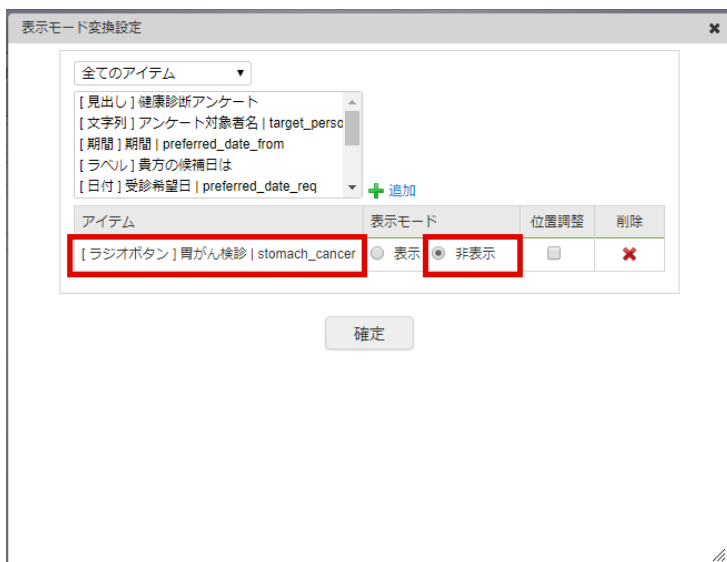 表示モード変換設定
全てのアイテム
[ 見出し ] 健康診断アンケート
[ 文字列 ] アンケート対象者名 | target_perso
[ 期間 ] 期間 | preferred_date_from
[ ラベル ] 貴方の候補日は
[ 日付 ] 受診希望日 | preferred_date_req
追加
アイテム 表示モード 位置調整 削除
[ ラジオボタン ] 胃がん検診 | stomach_cancer 表示 非表示
確定